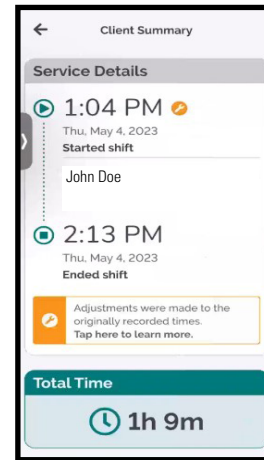 Client Summary
Service Details
1:04 PM
Thu, May 4, 2023
Started shift
John Doe
2:13 PM
Thu, May 4, 2023
Ended shift
Adjustments were made to the
originally recorded times.
Tap here to learn more.
Total Time
1h 9m